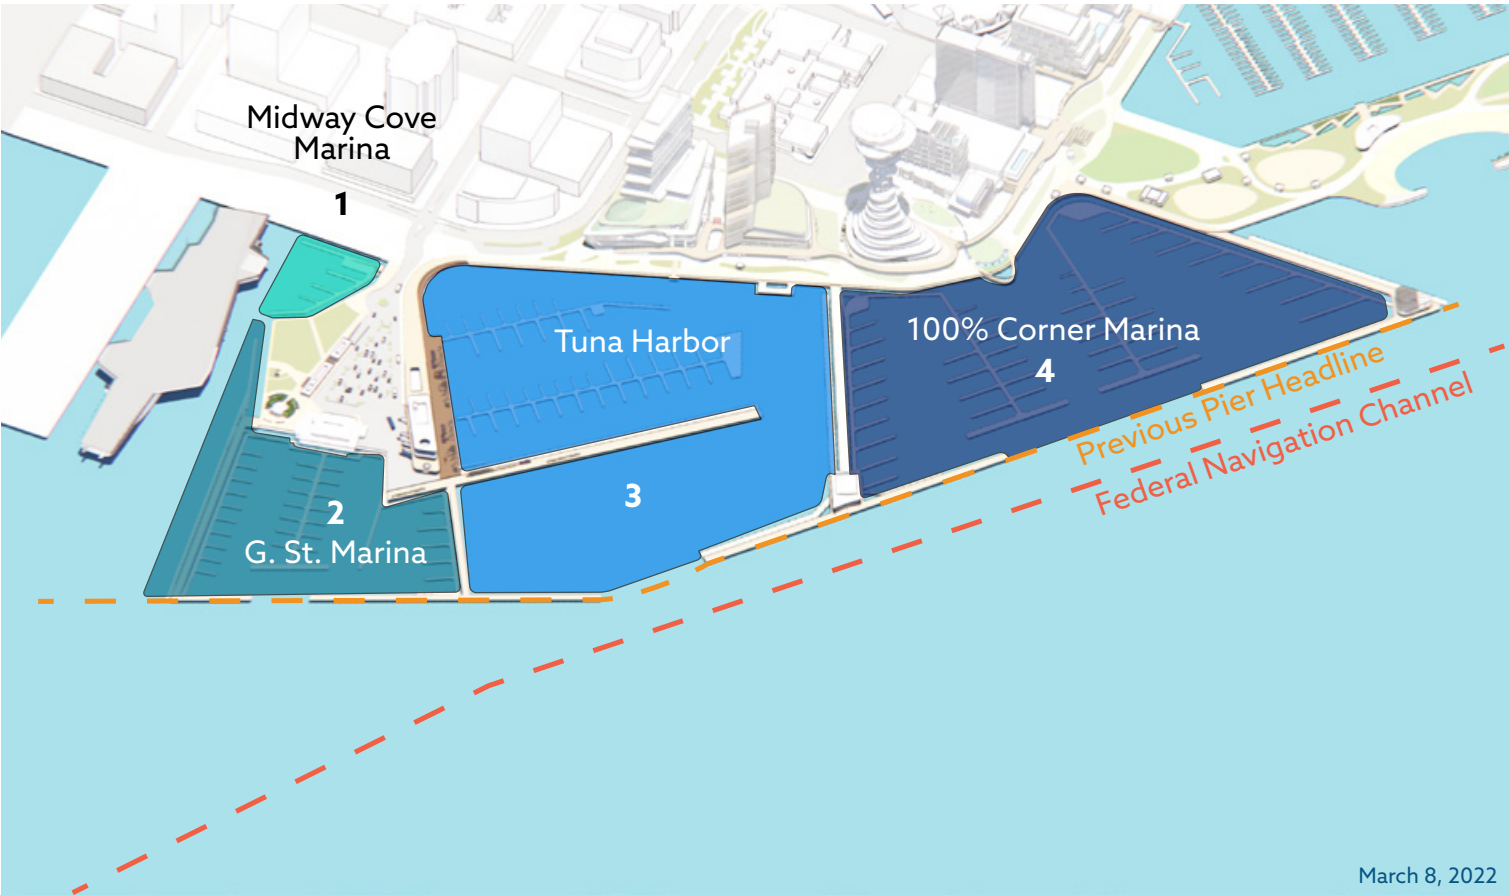 Midway Cove
Marina
1
Tuna Harbor
100% Corner Marina
4
Previous Pier Headline
Federal Navigation Channel
3
2
G. St. Marina
March 8, 2022